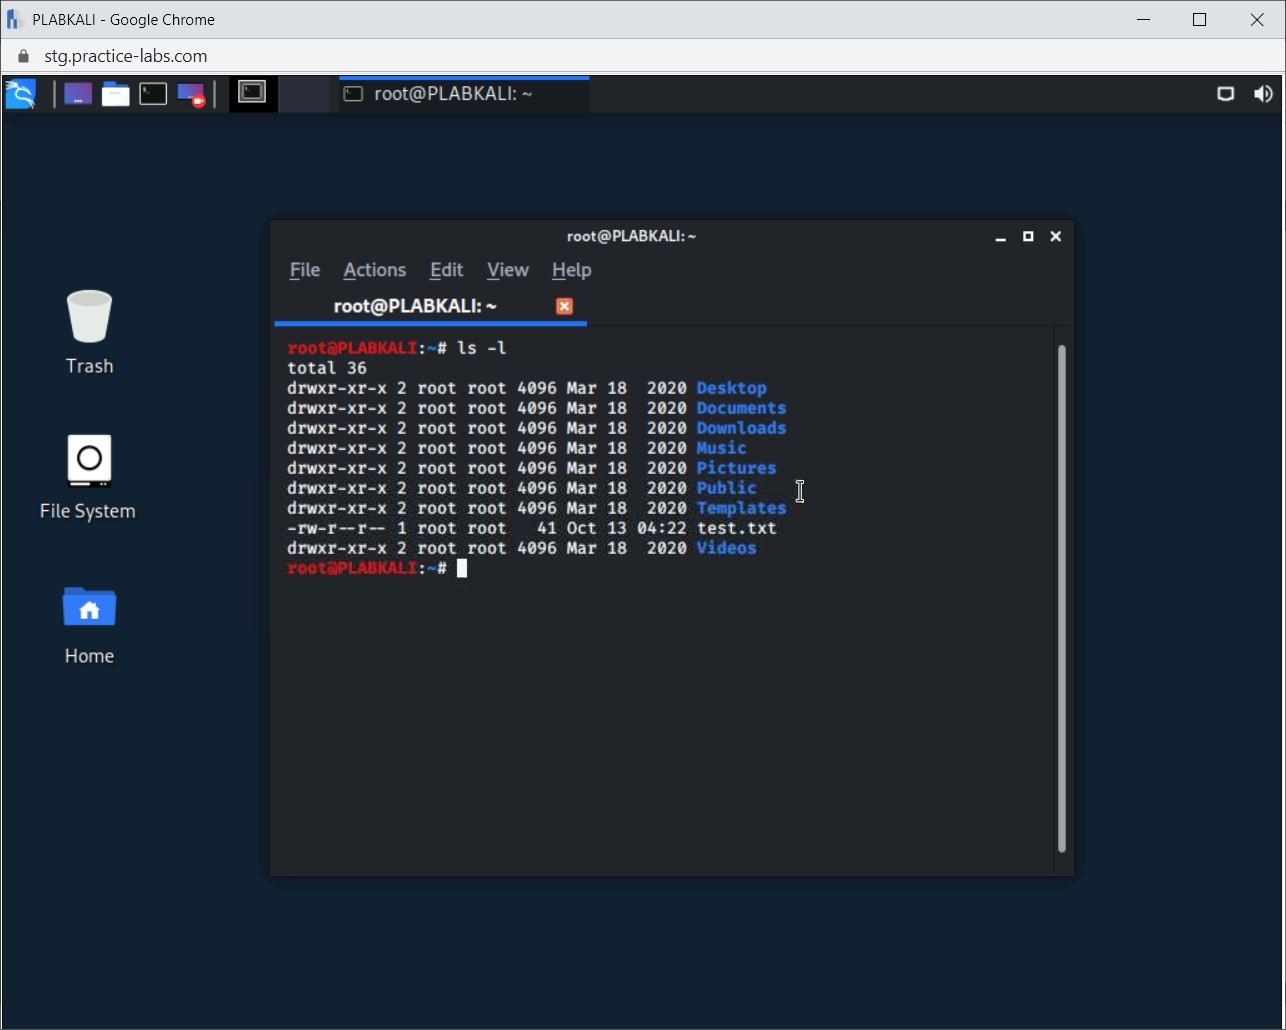 PLABKALI - Google Chrome
stg.practice-labs.com
root@PLABKALI: ~
root@PLABKALI: ~
File Actions Edit View Help
root@PLABKALI: ~
root@PLABKALI:~# ls -l
total 36
drwxr-xr-x 2 root root 4096 Mar 18  2020 Desktop
drwxr-xr-x 2 root root 4096 Mar 18  2020 Documents
drwxr-xr-x 2 root root 4096 Mar 18  2020 Downloads
drwxr-xr-x 2 root root 4096 Mar 18  2020 Music
drwxr-xr-x 2 root root 4096 Mar 18  2020 Pictures
drwxr-xr-x 2 root root 4096 Mar 18  2020 Public
drwxr-xr-x 2 root root 4096 Mar 18  2020 Templates
-rw-r--r-- 1 root root   41 Oct 13 04:22 test.txt
drwxr-xr-x 2 root root 4096 Mar 18  2020 Videos
root@PLABKALI:~#
Trash
File System
Home